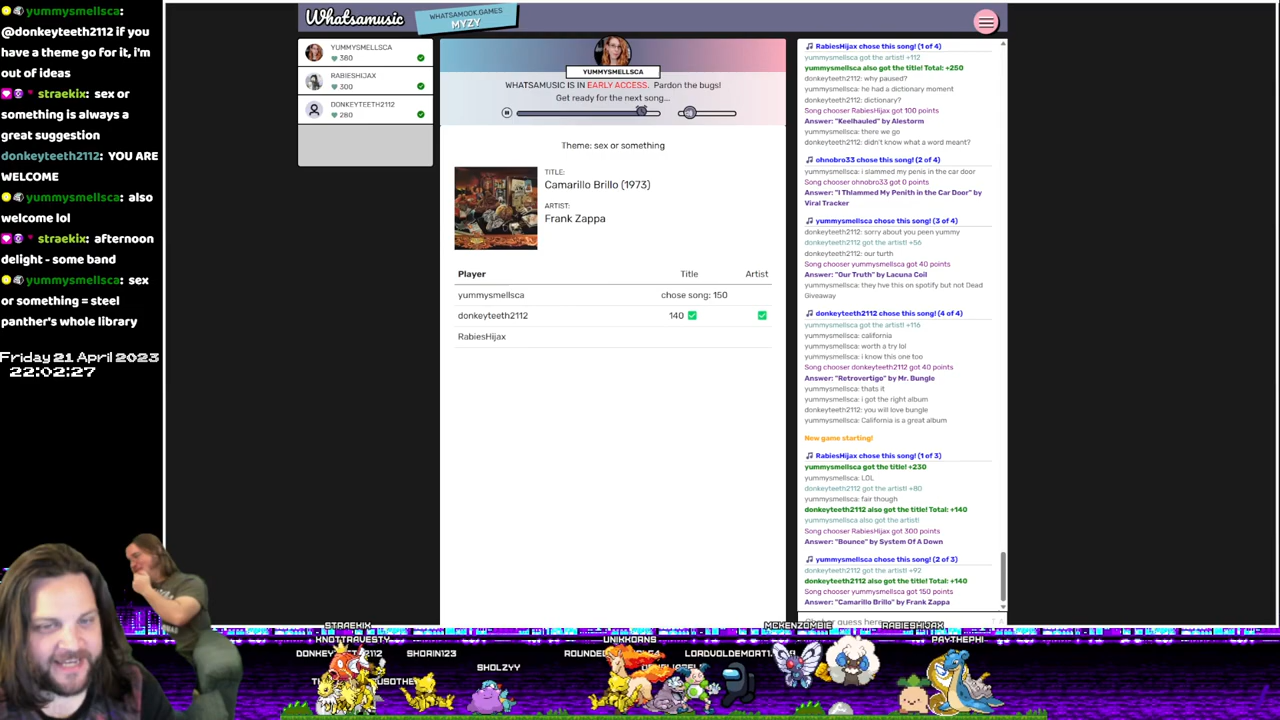 yummysmellsca:
@donkeyteeth2112 if you
have a theme go for it, i'm
out of ideas
straekix: sex or
something is always a
good suggestion
donkeyteeth2112: YOU ARE
WELCOME
yummysmellsca: also
welcome lol
straekix: afternoon
delight - some band
yummysmellsca: sex
or something = steel
panther's whole library
Friday 21 April 2023
22:02:27
Whatsamusic
WHATSAMOOK.GAMES
MYZY
YUMMYSMELLSCA
380
RABIESHIJAX
300
DONKEYTEETH2112
280
YUMMYSMELLSCA
WHATSAMUSIC IS IN EARLY ACCESS. Pardon the bugs!
Get ready for the next song...
Theme: sex or something
TITLE:
Camarillo Brillo (1973)
ARTIST:
Frank Zappa
Player Title Artist
yummysmellsca chose song: 150
donkeyteeth2112 140
RabiesHijax
RabiesHijax chose this song! (1 of 4)
yummysmellsca got the artist! +112
yummysmellsca also got the title! Total: +250
donkeyteeth2112: why paused?
yummysmellsca: he had a dictionary moment
donkeyteeth2112: dictionary?
Song chooser RabiesHijax got 100 points
Answer: "Keelhauled" by Alestorm
yummysmellsca: there we go
donkeyteeth2112: didn't know what a word meant?
ohnobro33 chose this song! (2 of 4)
yummysmellsca: i slammed my penis in the car door
Song chooser ohnobro33 got 0 points
Answer: "I Thlammed My Penith in the Car Door" by
Viral Tracker
yummysmellsca chose this song! (3 of 4)
donkeyteeth2112: sorry about you peen yummy
donkeyteeth2112 got the artist! +56
donkeyteeth2112: our turth
Song chooser yummysmellsca got 40 points
Answer: "Our Truth" by Lacuna Coil
yummysmellsca: they hve this on spotify but not Dead
Giveaway
donkeyteeth2112 chose this song! (4 of 4)
yummysmellsca got the artist! +116
yummysmellsca: california
yummysmellsca: worth a try lol
yummysmellsca: i know this one too
Song chooser donkeyteeth2112 got 40 points
Answer: "Retrovertigo" by Mr. Bungle
yummysmellsca: thats it
yummysmellsca: i got the right album
donkeyteeth2112: you will love bungle
yummysmellsca: California is a great album
New game starting!
RabiesHijax chose this song! (1 of 3)
yummysmellsca got the title! +230
yummysmellsca: LOL
donkeyteeth2112 got the artist! +80
yummysmellsca: fair though
donkeyteeth2112 also got the title! Total: +140
yummysmellsca also got the artist!
Song chooser RabiesHijax got 300 points
Answer: "Bounce" by System Of A Down
yummysmellsca chose this song! (2 of 3)
donkeyteeth2112 got the artist! +92
donkeyteeth2112 also got the title! Total: +140
Song chooser yummysmellsca got 150 points
Answer: "Camarillo Brillo" by Frank Zappa
STRAEKIX
MCKENZOMBIE
RABIESHIJAX
KNOTTRAVESTY
UNIKORNS
PAYTHEPHI
SHORIN123
SHOLZYY